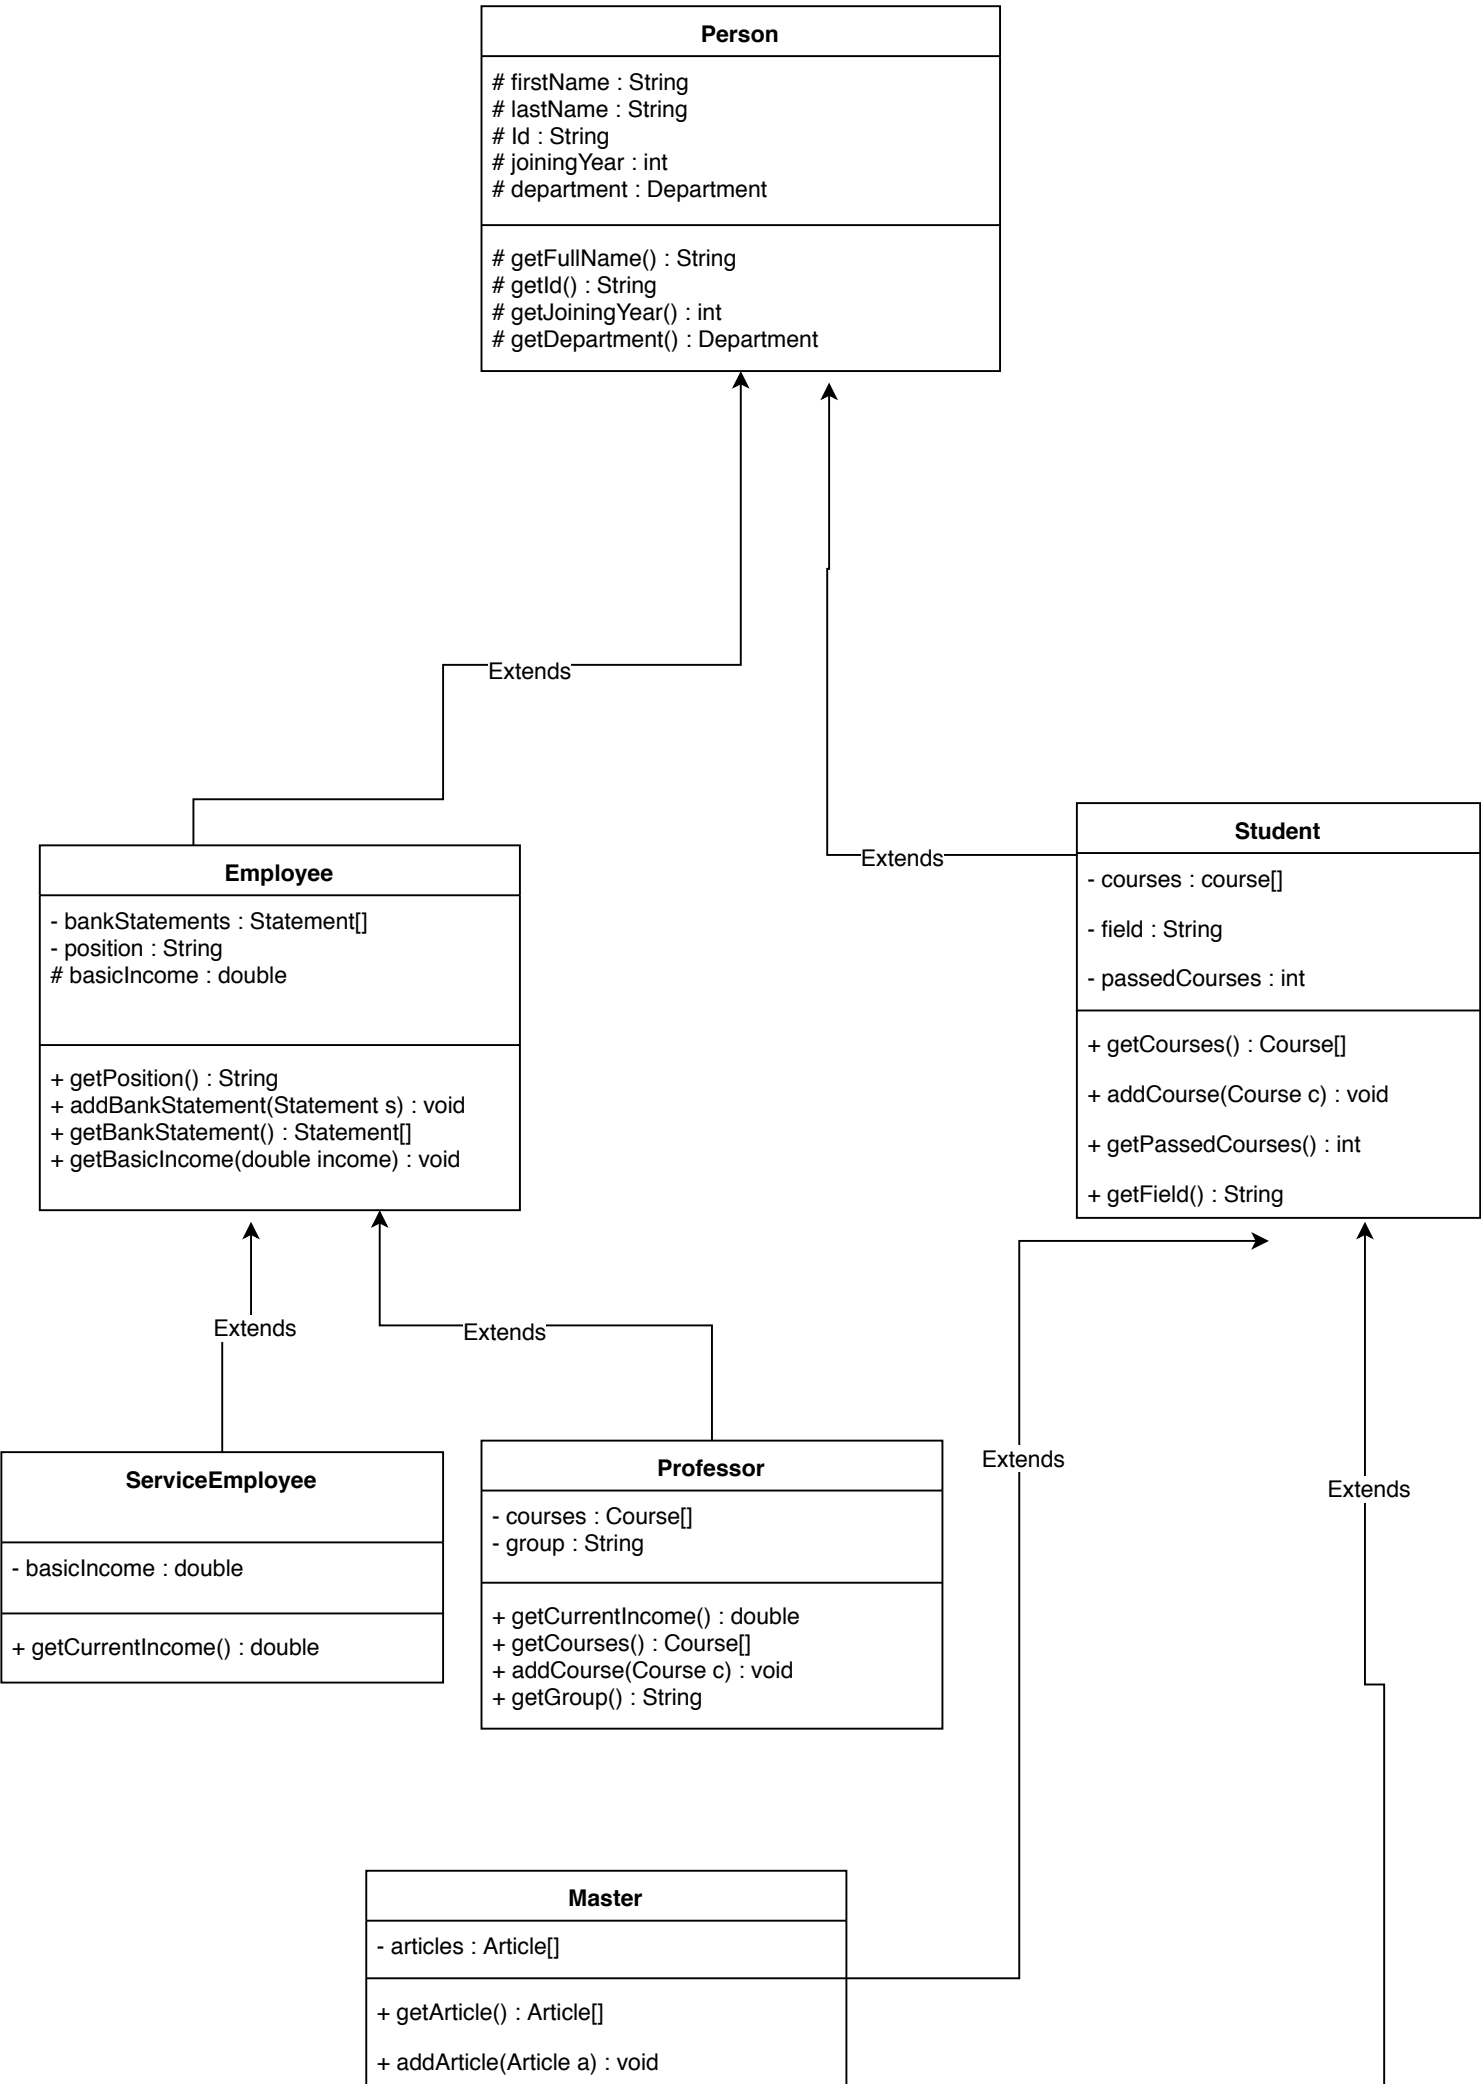 Person
# firstName : String
# lastName : String
# Id : String
# joiningYear : int
# department : Department
# getFullName() : String
# getId() : String
# getJoiningYear() : int
# getDepartment() : Department
Extends
Extends
Employee
- bankStatements : Statement[]
- position : String
# basicIncome : double
+ getPosition() : String
+ addBankStatement(Statement s) : void
+ getBankStatement() : Statement[]
+ getBasicIncome(double income) : void
Student
- courses : course[]
- field : String
- passedCourses : int
+ getCourses() : Course[]
+ addCourse(Course c) : void
+ getPassedCourses() : int
+ getField() : String
Extends
Extends
Extends
Extends
ServiceEmployee
- basicIncome : double
+ getCurrentIncome() : double
Professor
- courses : Course[]
- group : String
+ getCurrentIncome() : double
+ getCourses() : Course[]
+ addCourse(Course c) : void
+ getGroup() : String
Master
- articles : Article[]
+ getArticle() : Article[]
+ addArticle(Article a) : void